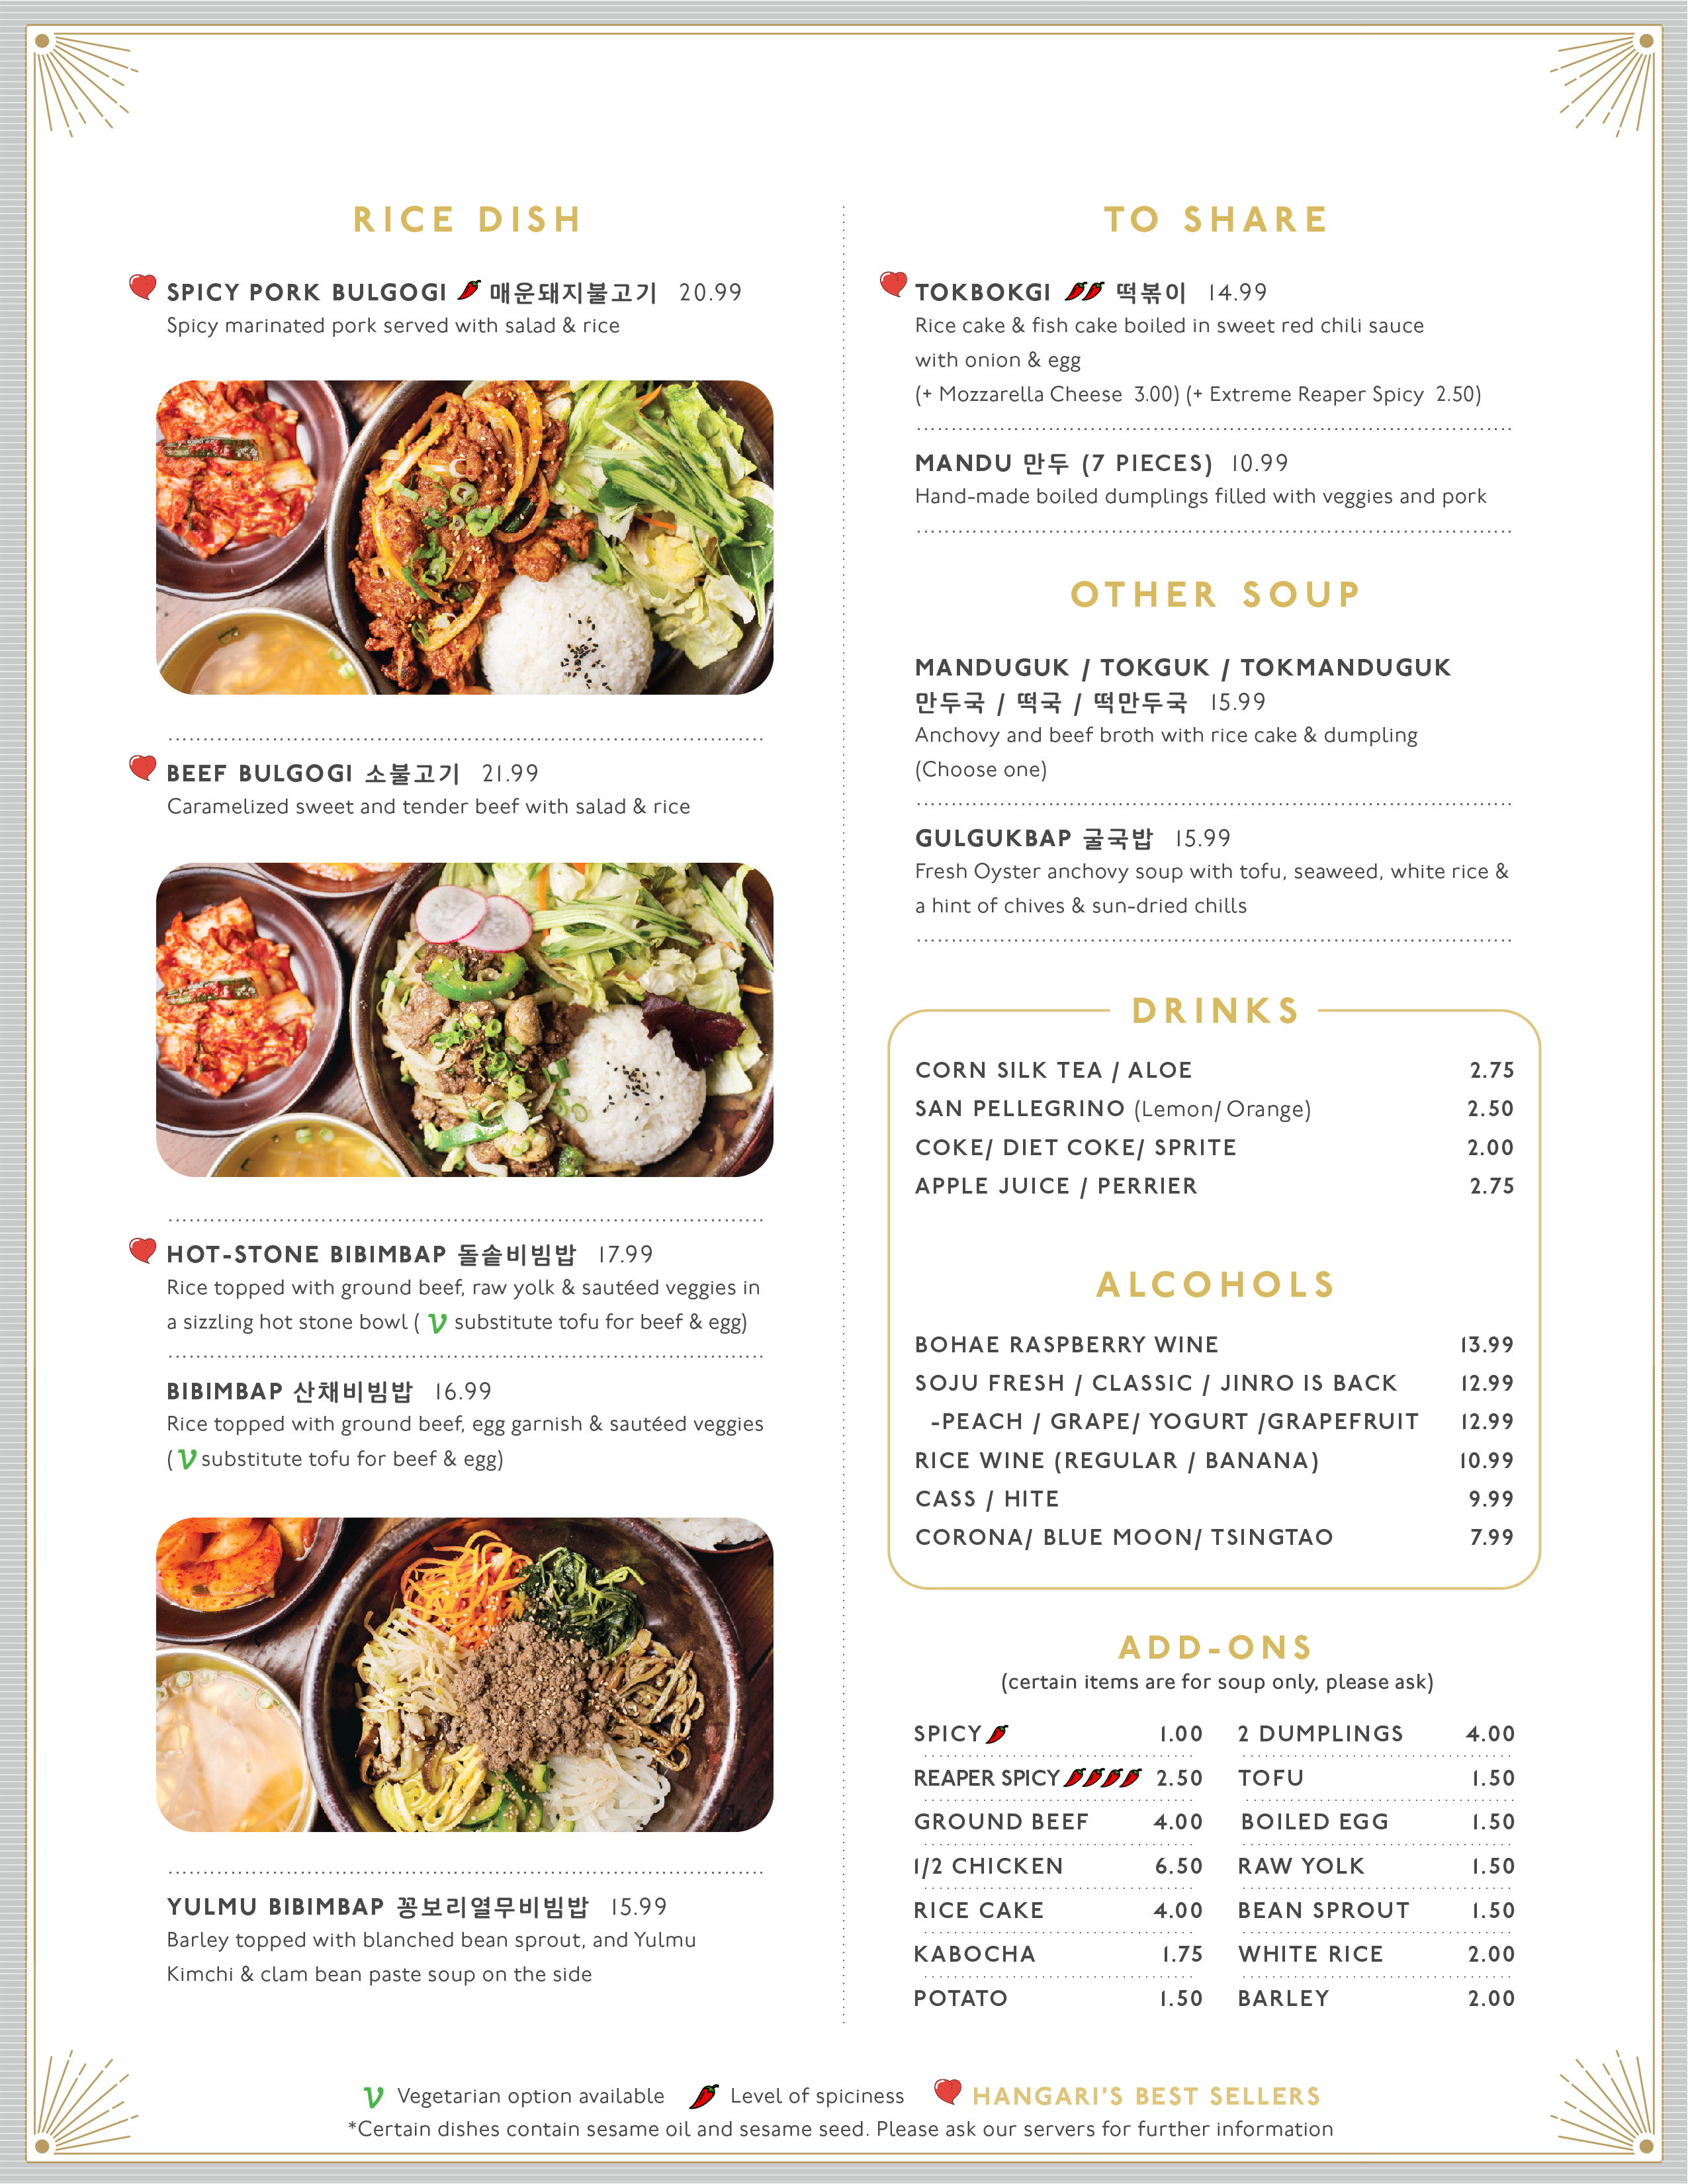 RICE DISH
SPICY PORK BULGOGI 매운돼지불고기 20.99
Spicy marinated pork served with salad & rice
BEEF BULGOGI 소불고기 21.99
Caramelized sweet and tender beef with salad & rice
HOT-STONE BIBIMBAP 돌솥비빔밥 17.99
Rice topped with ground beef, raw yolk & sautéed veggies in
a sizzling hot stone bowl ( V substitute tofu for beef & egg)
BIBIMBAP 산채비빔밥 16.99
Rice topped with ground beef, egg garnish & sautéed veggies
( V substitute tofu for beef & egg)
YULMU BIBIMBAP 꽁보리열무비빔밥 15.99
Barley topped with blanched bean sprout, and Yulmu
Kimchi & clam bean paste soup on the side
TO SHARE
TOKBOKGI 떡볶이 14.99
Rice cake & fish cake boiled in sweet red chili sauce
with onion & egg
(+ Mozzarella Cheese 3.00) (+ Extreme Reaper Spicy 2.50)
MANDU 만두 (7 PIECES) 10.99
Hand-made boiled dumplings filled with veggies and pork
OTHER SOUP
MANDUGUK / TOKGUK / TOKMANDUGUK
만두국 / 떡국 / 떡만두국 15.99
Anchovy and beef broth with rice cake & dumpling
(Choose one)
GULGUKBAP 굴국밥 15.99
Fresh Oyster anchovy soup with tofu, seaweed, white rice &
a hint of chives & sun-dried chills
DRINKS
CORN SILK TEA / ALOE 2.75
SAN PELLEGRINO (Lemon/ Orange) 2.50
COKE/ DIET COKE/ SPRITE 2.00
APPLE JUICE / PERRIER 2.75
ALCOHOLS
BOHAE RASPBERRY WINE 13.99
SOJU FRESH / CLASSIC / JINRO IS BACK 12.99
-PEACH / GRAPE/ YOGURT /GRAPEFRUIT 12.99
RICE WINE (REGULAR / BANANA) 10.99
CASS / HITE 9.99
CORONA/ BLUE MOON/ TSINGTAO 7.99
ADD-ONS
(certain items are for soup only, please ask)
SPICY 1.00 2 DUMPLINGS 4.00
REAPER SPICY 2.50 TOFU 1.50
GROUND BEEF 4.00 BOILED EGG 1.50
1/2 CHICKEN 6.50 RAW YOLK 1.50
RICE CAKE 4.00 BEAN SPROUT 1.50
KABOCHA 1.75 WHITE RICE 2.00
POTATO 1.50 BARLEY 2.00
V Vegetarian option available Level of spiciness HANGARI'S BEST SELLERS
*Certain dishes contain sesame oil and sesame seed. Please ask our servers for further information